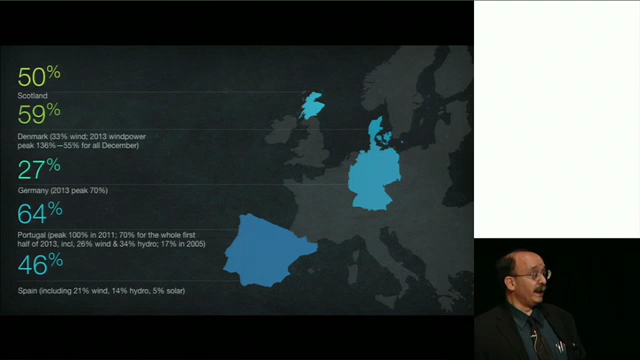 50%
Scotland
59%
Denmark (33% wind; 2013 windpower
peak 136%—55% for all December)
27%
Germany (2013 peak 70%)
64%
Portugal (peak 100% in 2011; 70% for the whole first
half of 2013, incl, 26% wind & 34% hydro; 17% in 2005)
46%
Spain (including 21% wind, 14% hydro, 5% solar)